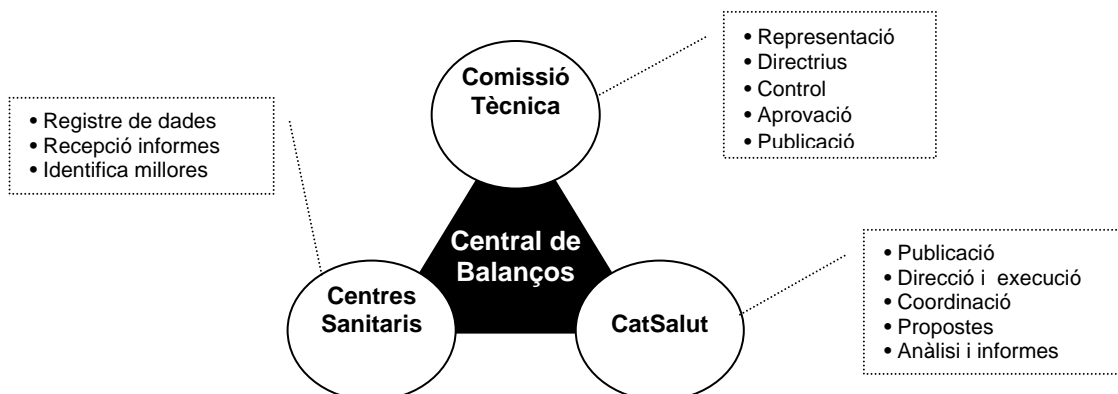 • Representació
• Directrius
• Control
• Aprovació
• Publicació
Comissió
Tècnica
• Registre de dades
• Recepció informes
• Identifica millores
Central de
Balanços
Centres
Sanitaris
CatSalut
• Publicació
• Direcció i execució
• Coordinació
• Propostes
• Anàlisi i informes